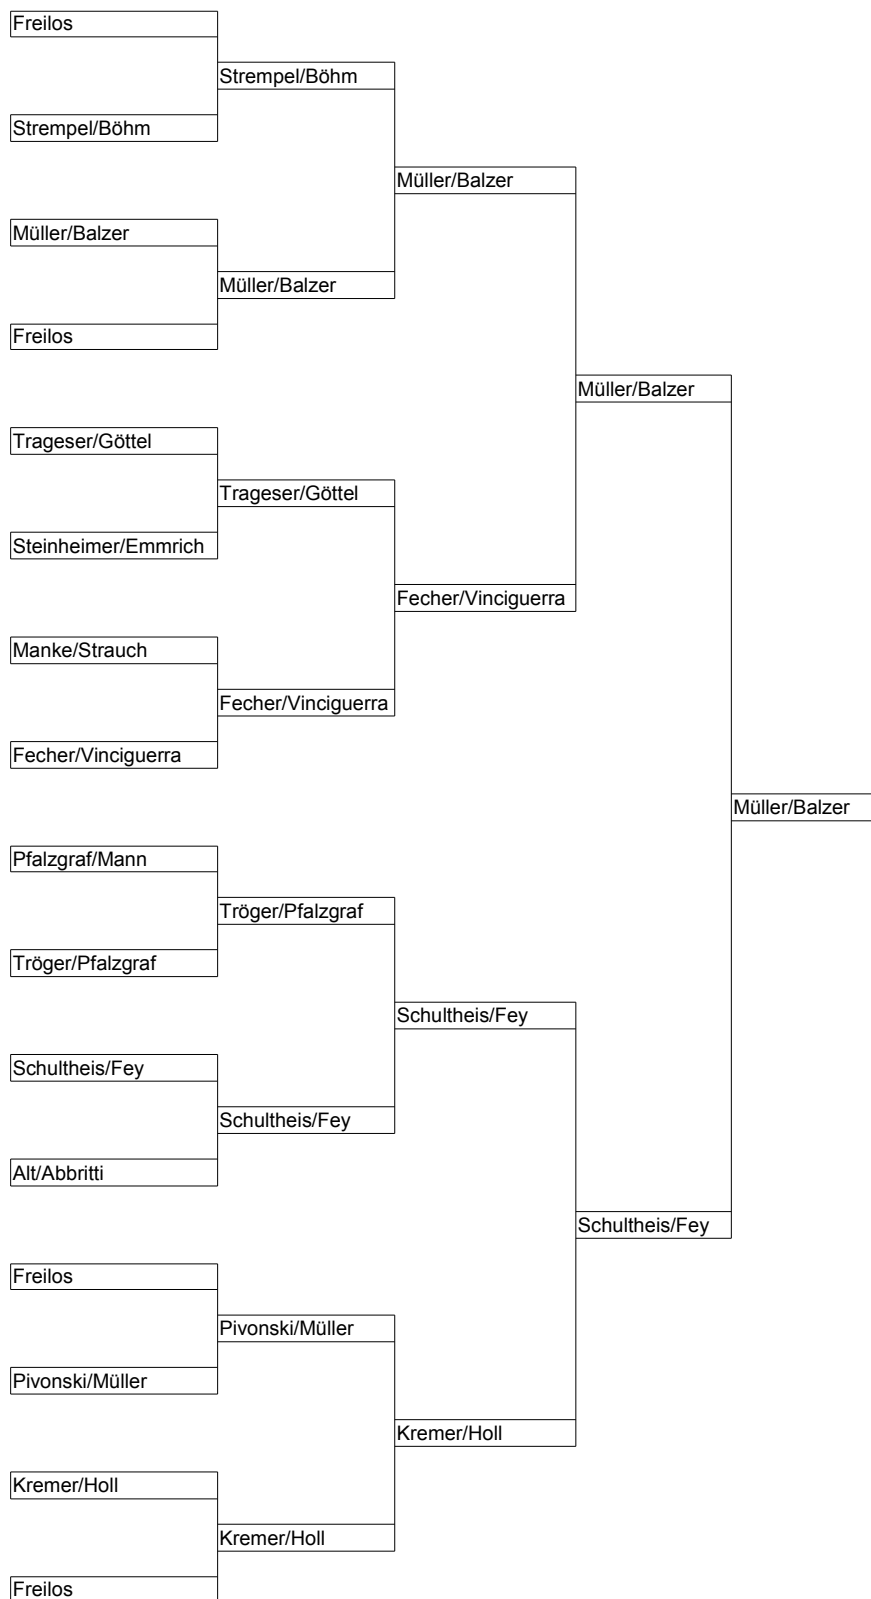 Freilos
Strempel/Böhm
Strempel/Böhm
Müller/Balzer
Müller/Balzer
Müller/Balzer
Freilos
Müller/Balzer
Trageser/Göttel
Trageser/Göttel
Steinheimer/Emmrich
Fecher/Vinciguerra
Manke/Strauch
Fecher/Vinciguerra
Fecher/Vinciguerra
Müller/Balzer
Pfalzgraf/Mann
Tröger/Pfalzgraf
Tröger/Pfalzgraf
Schultheis/Fey
Schultheis/Fey
Schultheis/Fey
Alt/Abbritti
Schultheis/Fey
Freilos
Pivonski/Müller
Pivonski/Müller
Kremer/Holl
Kremer/Holl
Kremer/Holl
Freilos